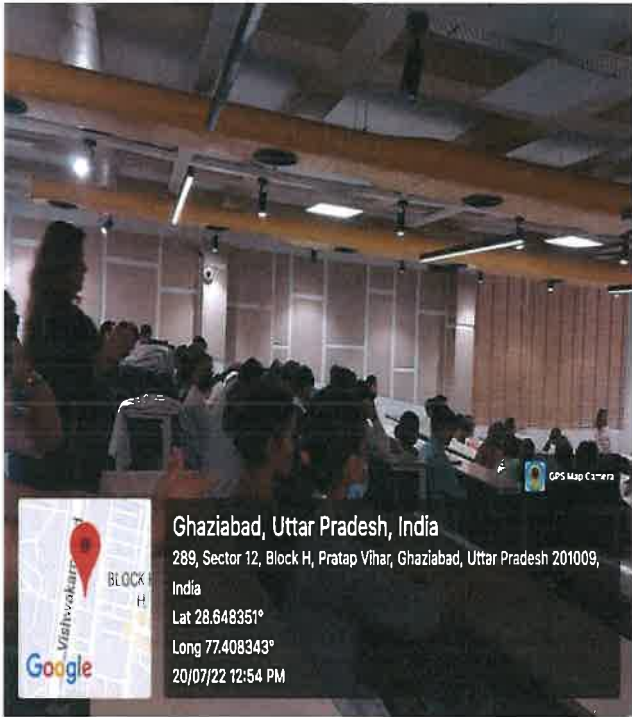 GPS Map Camera
Ghaziabad, Uttar Pradesh, India
289, Sector 12, Block H, Pratap Vihar, Ghaziabad, Uttar Pradesh 201009,
India
Lat 28.648351°
Long 77.408343°
20/07/22 12:54 PM
BLOCK
H
Google